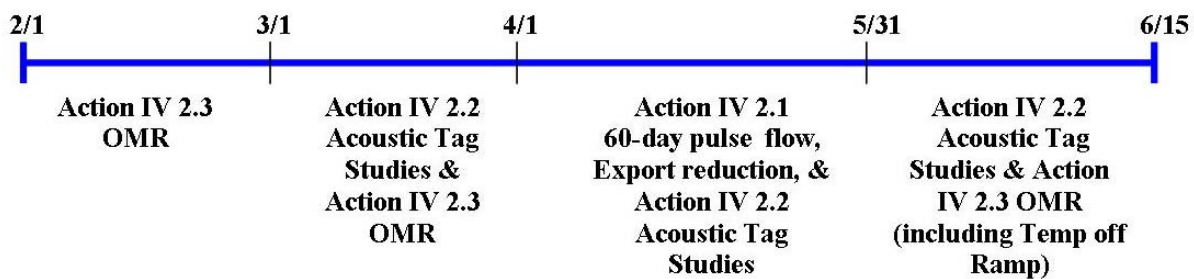 2/1 3/1 4/1 5/31 6/15
Action IV 2.3
OMR
Action IV 2.2
Acoustic Tag
Studies &
Action IV 2.3
OMR
Action IV 2.1
60-day pulse flow,
Export reduction, &
Action IV 2.2
Acoustic Tag
Studies
Action IV 2.2
Acoustic Tag
Studies & Action
IV 2.3 OMR
(including Temp off
Ramp)